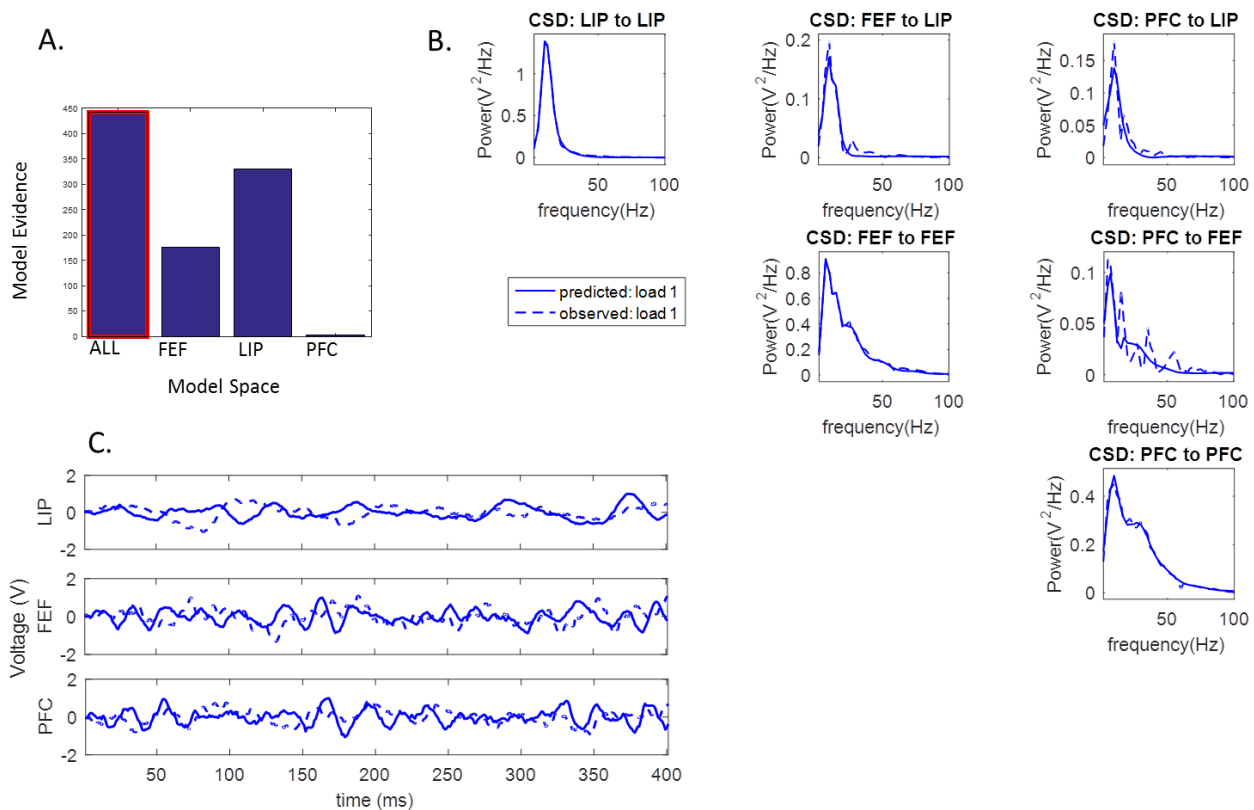 A.
450
400
350
300
250
200
150
100
50
0
Model Evidence
ALL FEF LIP PFC
Model Space
B.
CSD: LIP to LIP
1
0.5
0
Power(V^2/Hz)
50 100
frequency(Hz)
CSD: FEF to LIP
0.2
0.1
0
Power(V^2/Hz)
50 100
frequency(Hz)
CSD: PFC to LIP
0.15
0.1
0.05
0
Power(V^2/Hz)
50 100
frequency(Hz)
predicted: load 1
observed: load 1
CSD: FEF to FEF
0.8
0.6
0.4
0.2
0
Power(V^2/Hz)
50 100
frequency(Hz)
CSD: PFC to FEF
0.1
0.05
0
Power(V^2/Hz)
50 100
frequency(Hz)
CSD: PFC to PFC
0.4
0.2
0
Power(V^2/Hz)
50 100
frequency(Hz)
C.
Voltage (V)
LIP
2
0
-2
FEF
2
0
-2
PFC
2
0
-2
50 100 150 200 250 300 350 400
time (ms)